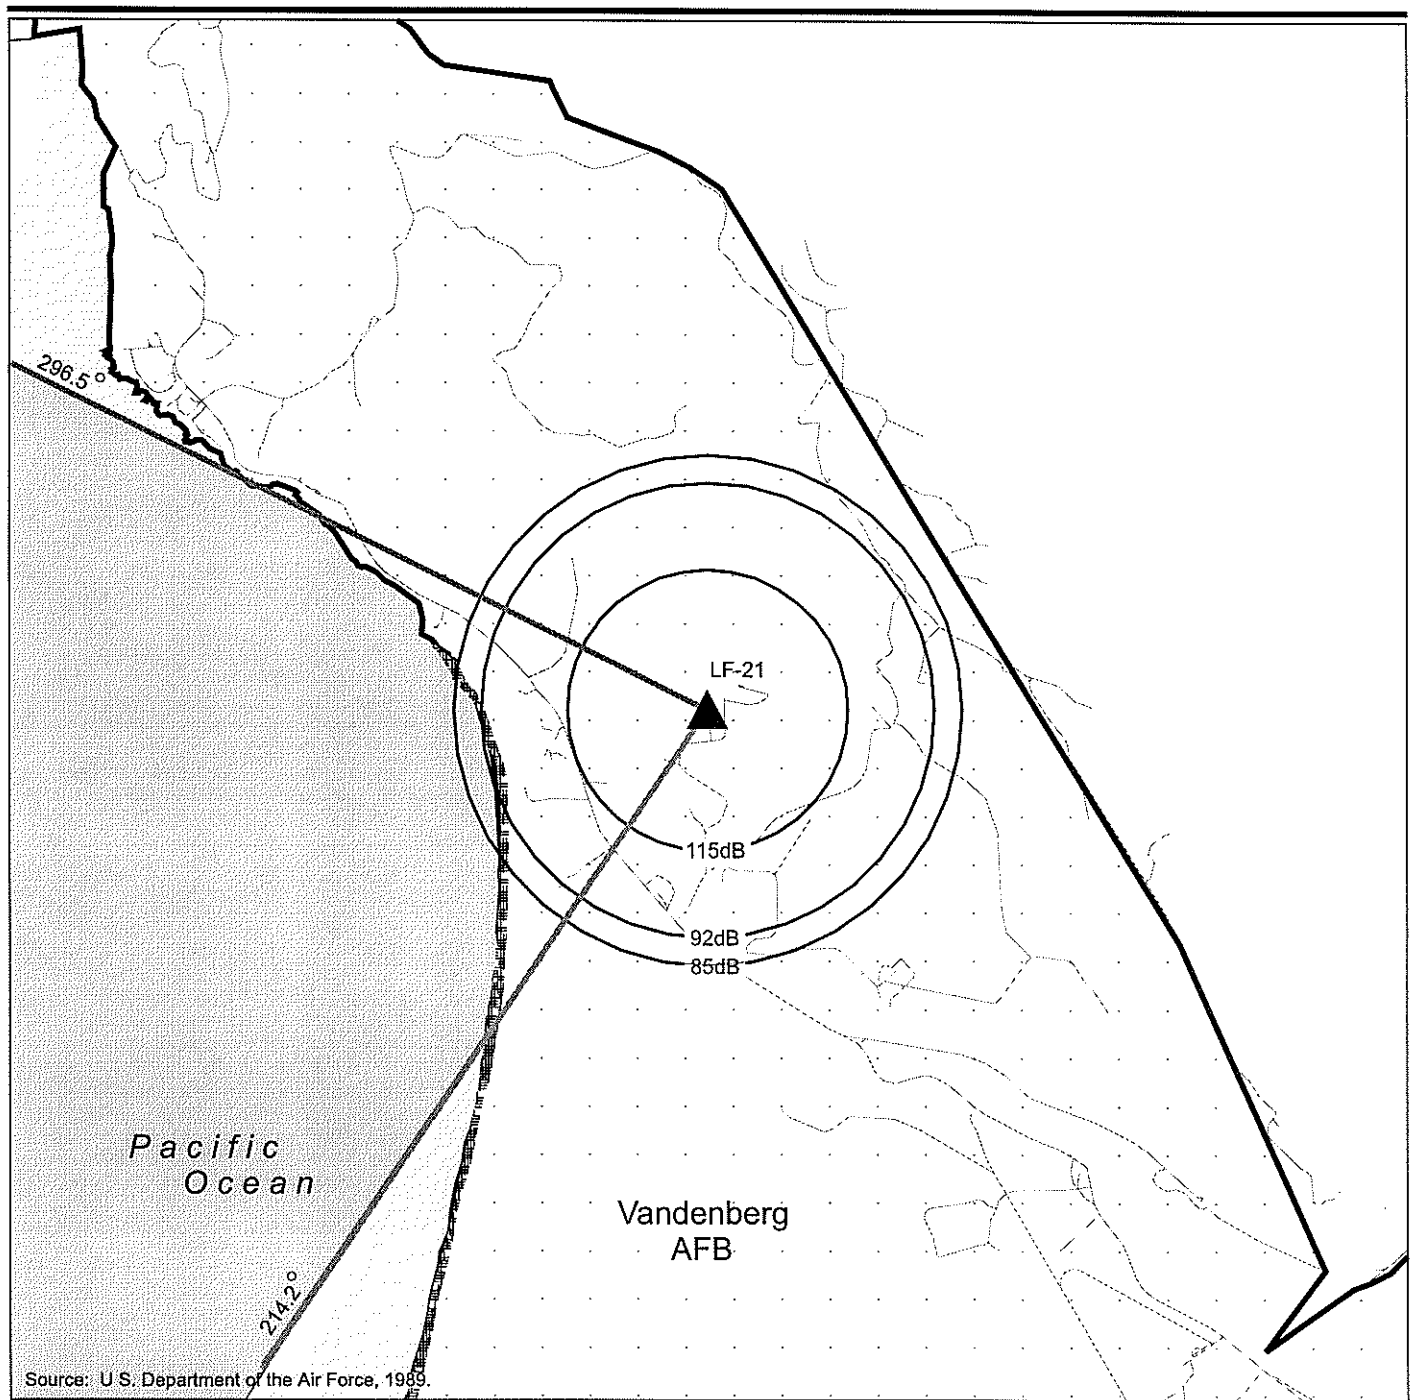 296.5°
LF-21
115dB
92dB
85dB
Pacific
Ocean
Vandenberg
AFB
214.2°
Source: U.S. Department of the Air Force, 1989.